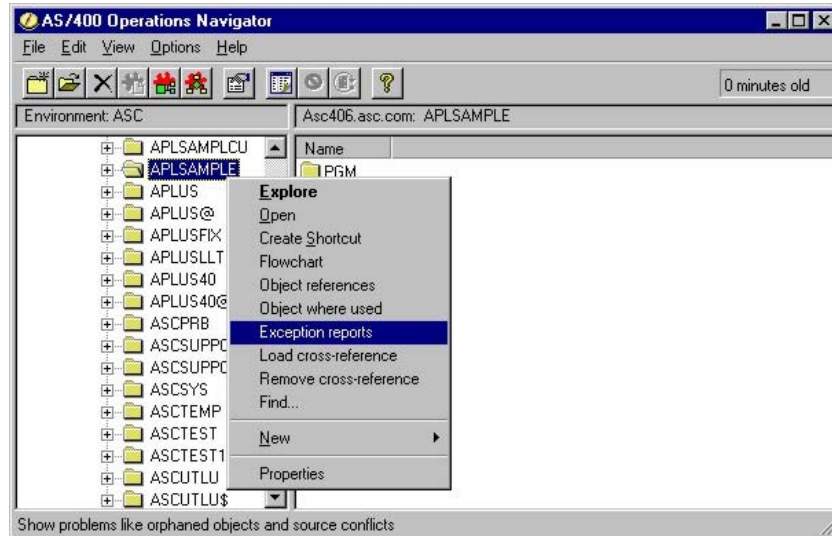 AS/400 Operations Navigator
File Edit View Options Help
0 minutes old
Environment: ASC
Asc406.asc.com: APLSAMPLE
APLSAMPLCU
APLSAMPLE
APLUS
APLUS@
APLUSFIX
APLUSLLT
APLUS40
APLUS40@
ASCPRB
ASCSUPPO
ASCSUPPO
ASCSYS
ASCTEMP
ASCTEST
ASCTEST1
ASCUTLU
ASCUTLU$
Name
PGM
Explore
Open
Create Shortcut
Flowchart
Object references
Object where used
Exception reports
Load cross-reference
Remove cross-reference
Find...
New
Properties
Show problems like orphaned objects and source conflicts